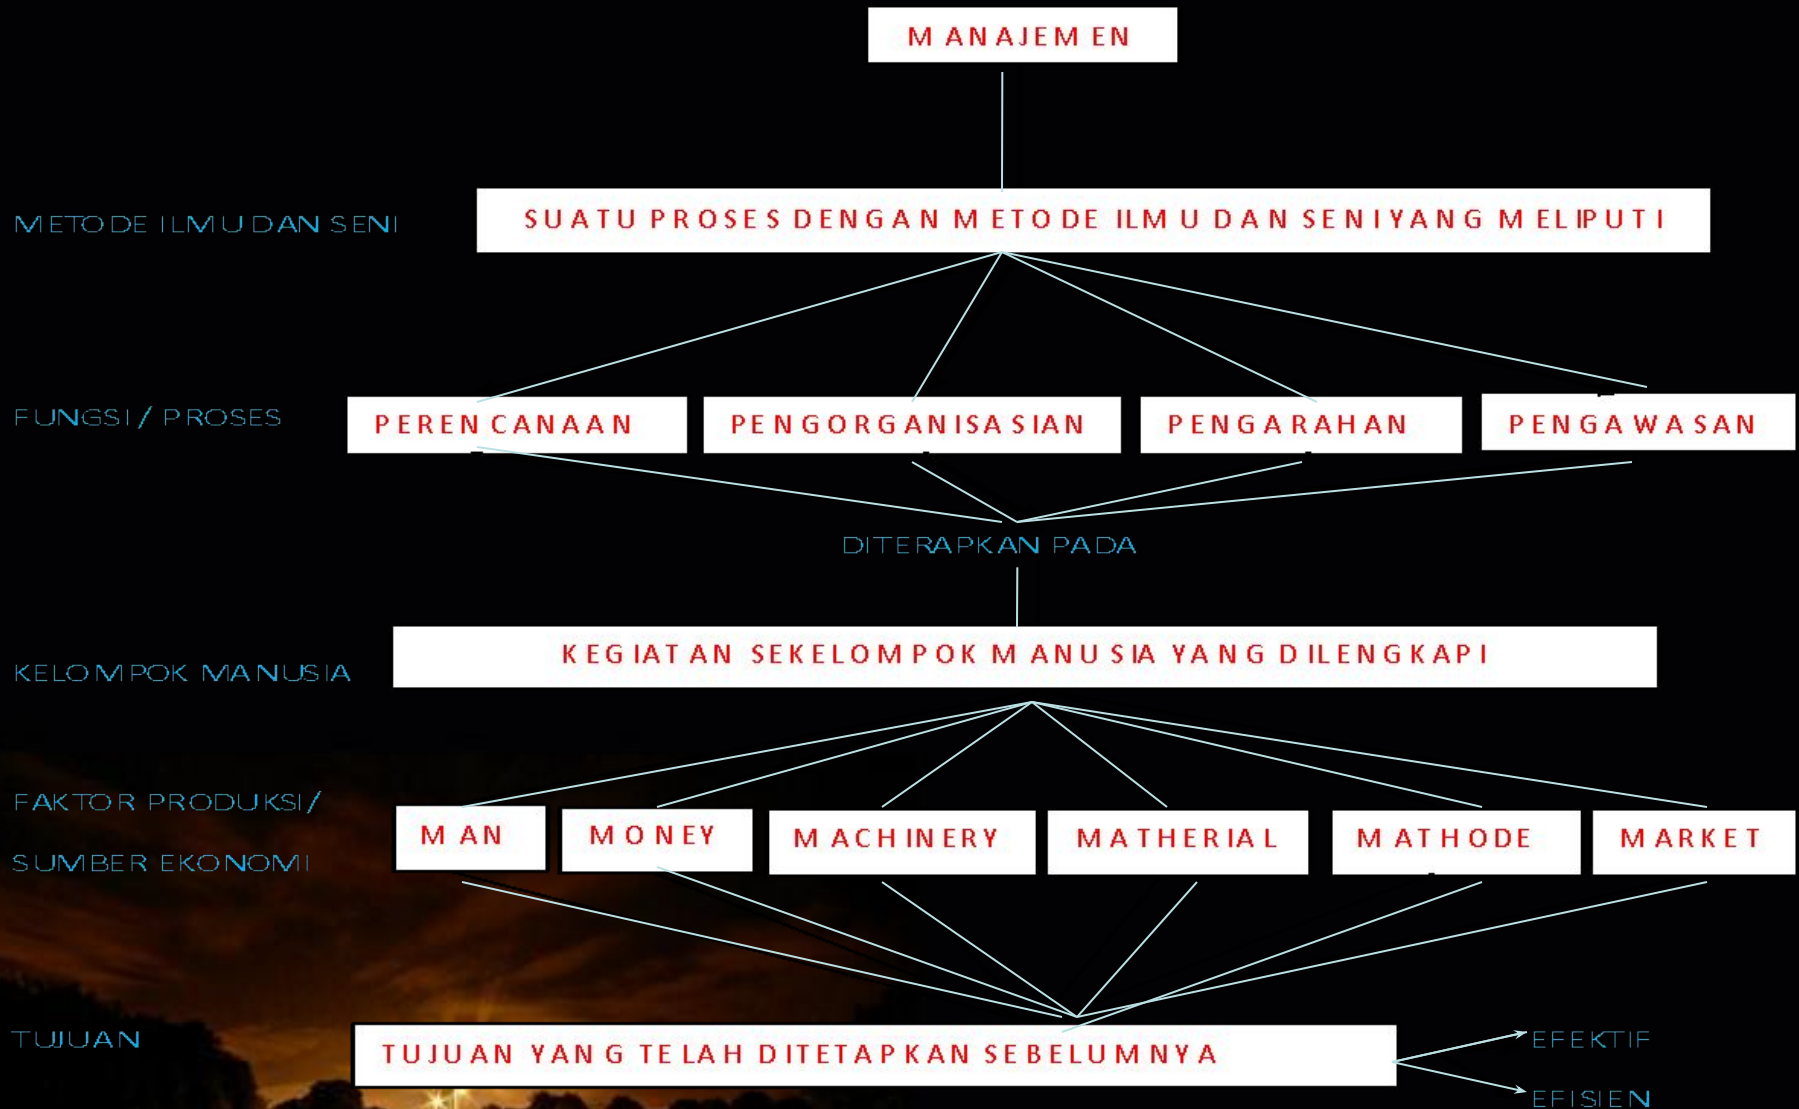 MANAJEMEN
METODE ILMU DAN SENI
SUATU PROSES DENGAN METODE ILMU DAN SENI YANG MELIPUTI
FUNGSI / PROSES
PERENCANAAN
PENGORGANISASIAN
PENGARAHAN
PENGAWASAN
DITERAPKAN PADA
KELOMPOK MANUSIA
KEGIATAN SEKELOMPOK MANUSIA YANG DILENGKAPI
FAKTOR PRODUKSI/
SUMBER EKONOMI
MAN
MONEY
MACHINERY
MATHERIAL
MATHODE
MARKET
TUJUAN
TUJUAN YANG TELAH DITETAPKAN SEBELUMNYA
EFEKTIF
EFISIEN